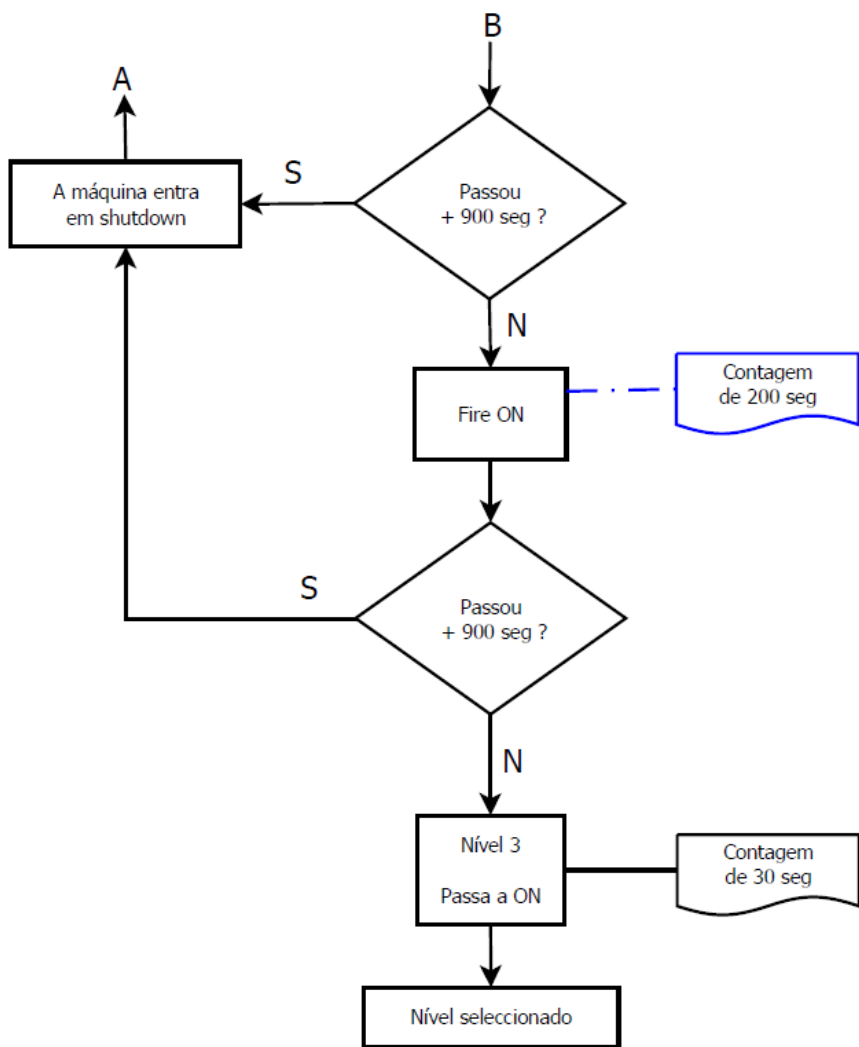 B
A
S
A máquina entra
em shutdown
Passou
+ 900 seg ?
N
Fire ON
Contagem
de 200 seg
S
Passou
+ 900 seg ?
N
Nível 3
Passa a ON
Contagem
de 30 seg
Nível seleccionado